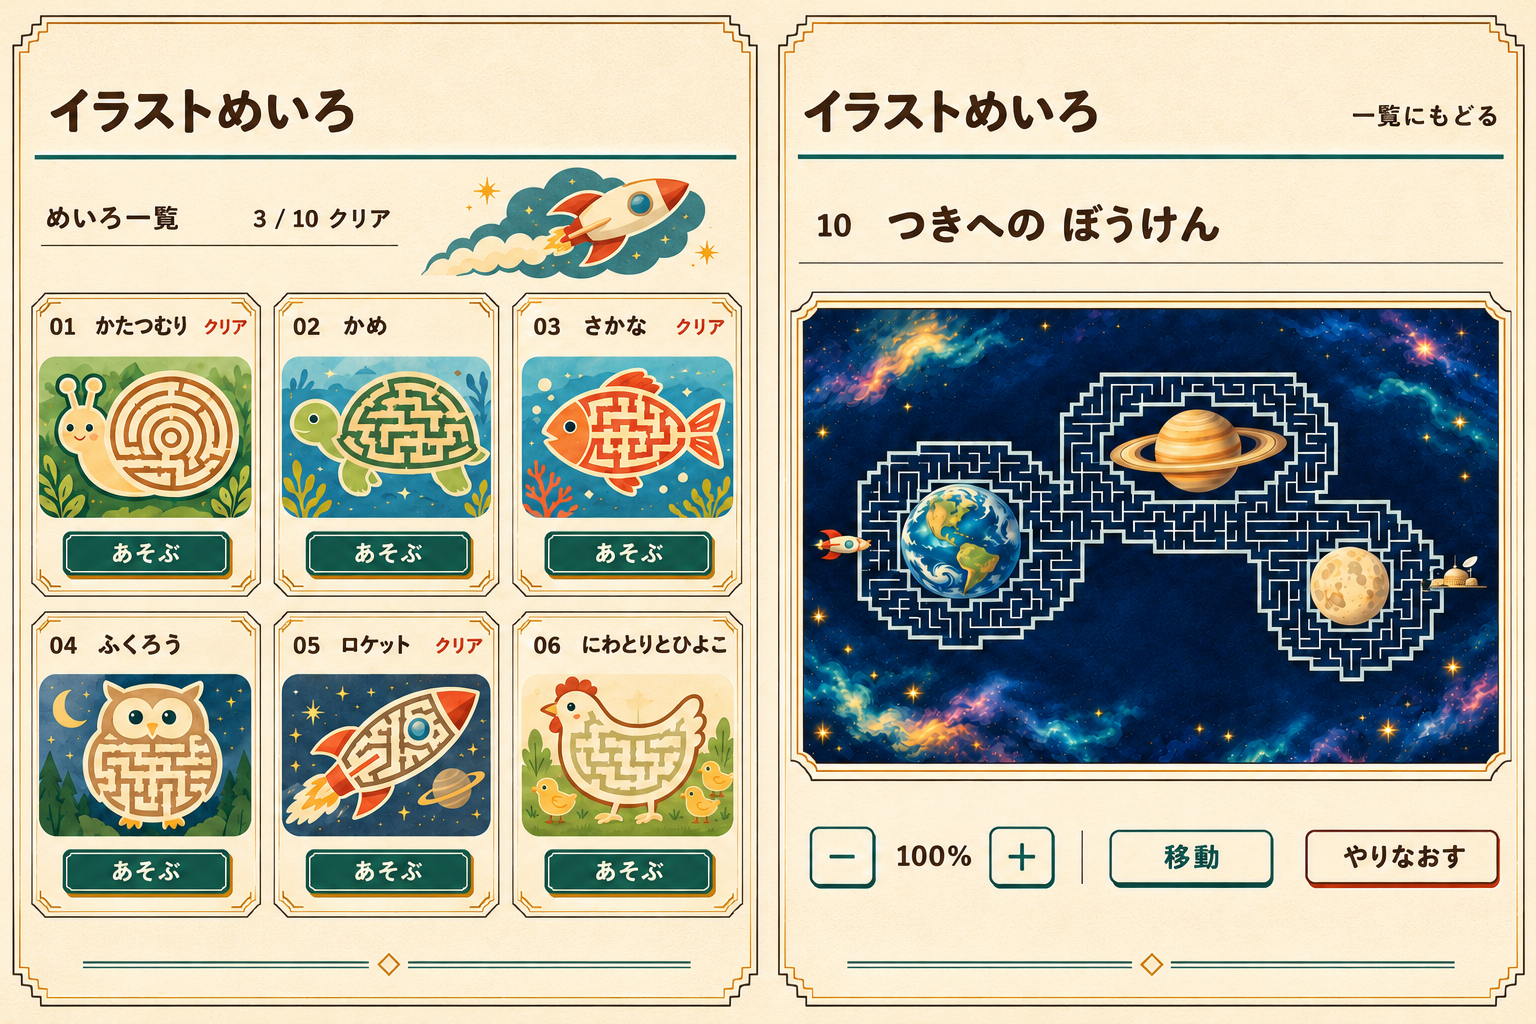 イラストめいろ
めいろ一覧 3 / 10 クリア
01 かたつむり クリア
あそぶ
02 かめ
あそぶ
03 さかな クリア
あそぶ
04 ふくろう
あそぶ
05 ロケット クリア
あそぶ
06 にわとりとひよこ
あそぶ
イラストめいろ
一覧にもどる
10 つきへの ぼうけん
− 100% +
移動
やりなおす